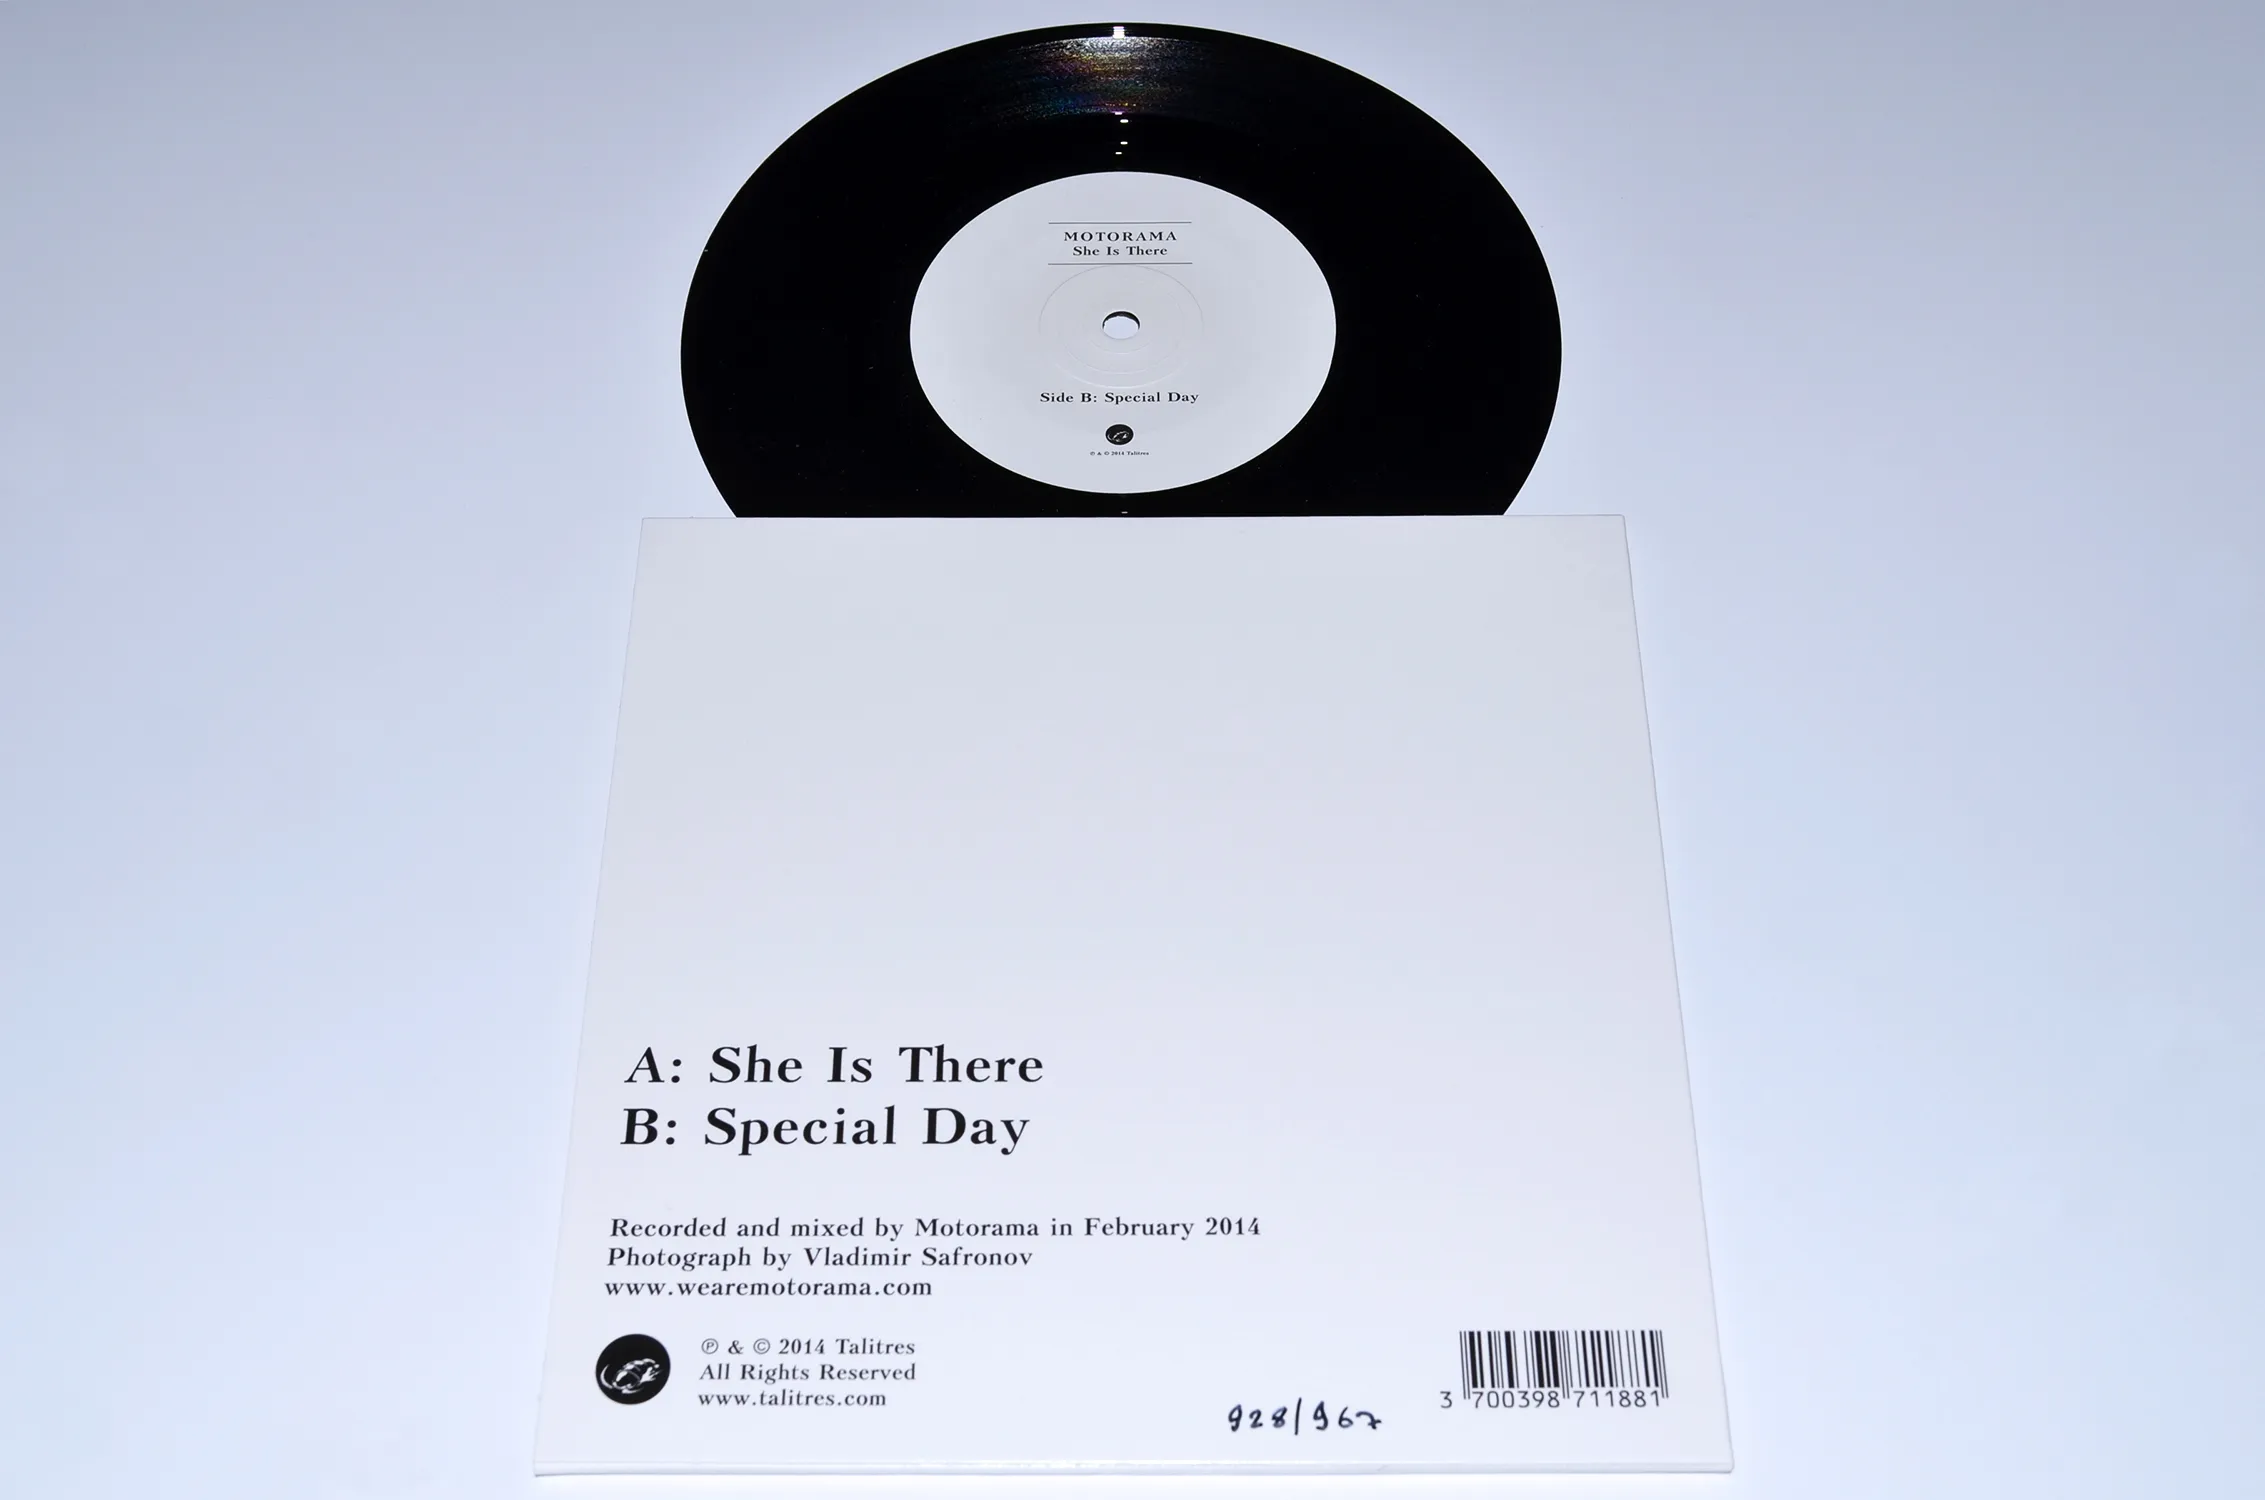 MOTORAMA
She Is There
Side B: Special Day
℗ & © 2014 Talitres
A: She Is There
B: Special Day
Recorded and mixed by Motorama in February 2014
Photograph by Vladimir Safronov
www.wearemotorama.com
℗ & © 2014 Talitres
All Rights Reserved
www.talitres.com
928/967
3 700398 711881